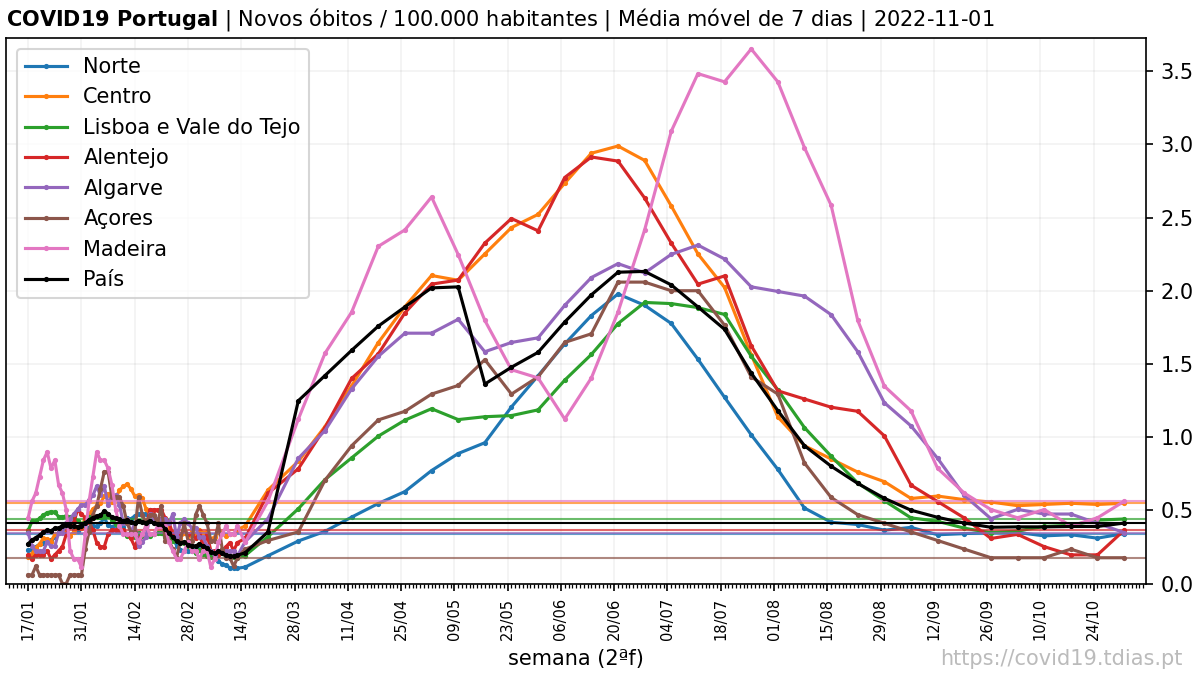 COVID19 Portugal | Novos óbitos / 100.000 habitantes | Média móvel de 7 dias | 2022-11-01
Norte
Centro
Lisboa e Vale do Tejo
Alentejo
Algarve
Açores
Madeira
País
3.5
3.0
2.5
2.0
1.5
1.0
0.5
0.0
17/01 31/01 14/02 28/02 14/03 28/03 11/04 25/04 09/05 23/05 06/06 20/06 04/07 18/07 01/08 15/08 29/08 12/09 26/09 10/10 24/10
semana (2ªf)
https://covid19.tdias.pt